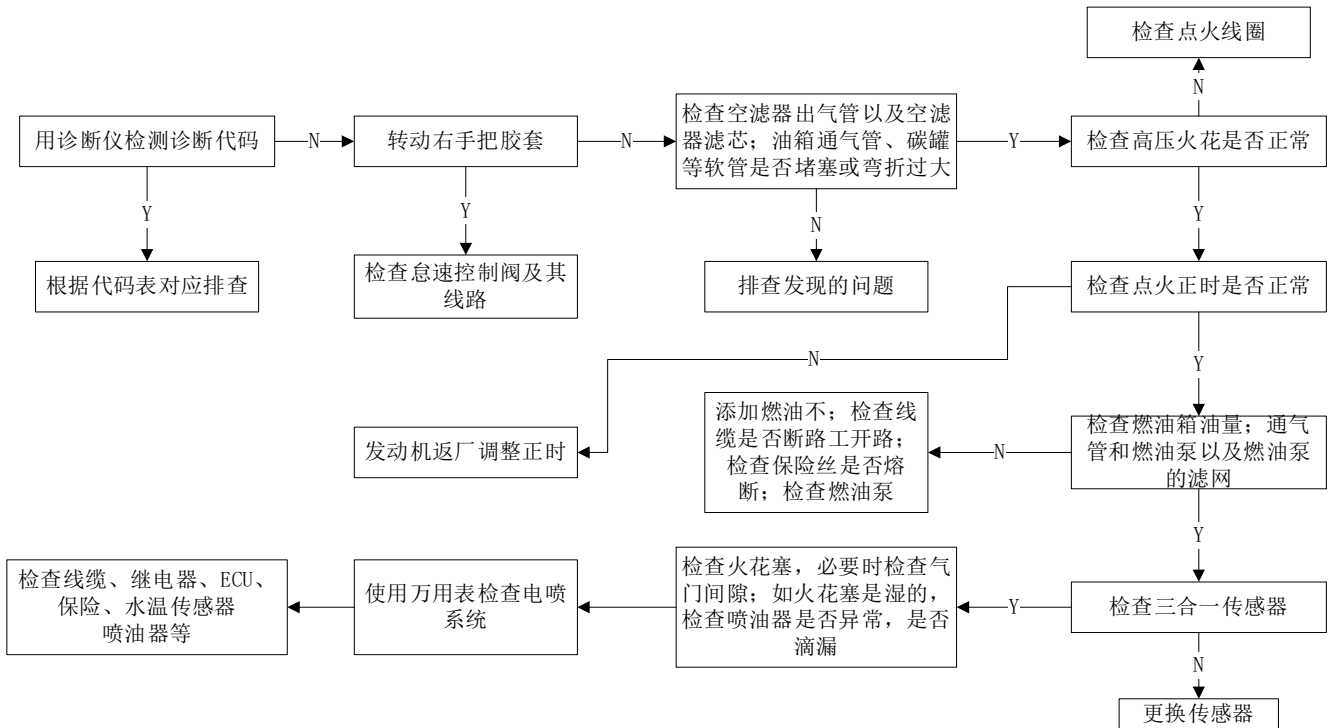 检查点火线圈
N
用诊断仪检测诊断代码
N
转动右手把胶套
N
检查空滤器出气管以及空滤
器滤芯；油箱通气管、碳罐
等软管是否堵塞或弯折过大
Y
检查高压火花是否正常
Y
Y
N
Y
根据代码表对应排查
检查怠速控制阀及其
线路
排查发现的问题
检查点火正时是否正常
N
Y
发动机返厂调整正时
添加燃油不；检查线
缆是否断路工开路；
检查保险丝是否熔
断；检查燃油泵
N
检查燃油箱油量；通气
管和燃油泵以及燃油泵
的滤网
Y
检查线缆、继电器、ECU、
保险、水温传感器
喷油器等
使用万用表检查电喷
系统
检查火花塞，必要时检查气
门间隙；如火花塞是湿的，
检查喷油器是否异常，是否
滴漏
Y
检查三合一传感器
N
更换传感器